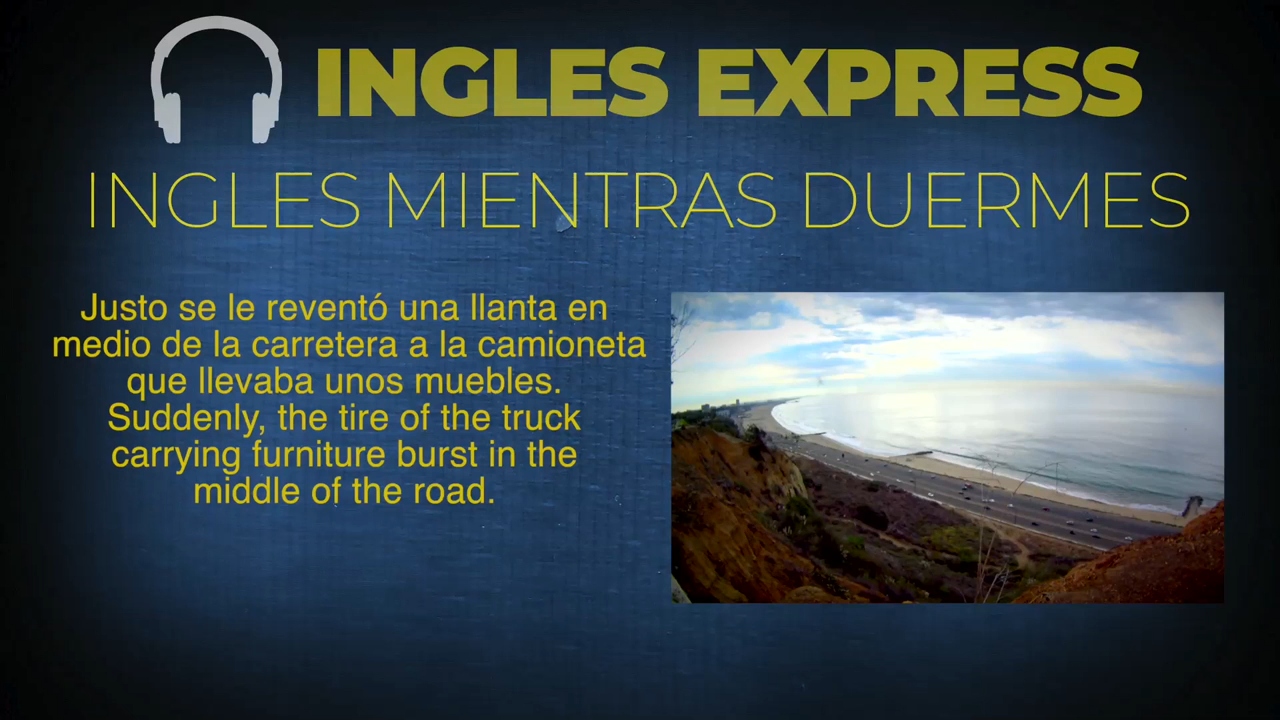 INGLES EXPRESS
INGLES MIENTRAS DUERMES
Justo se le reventó una llanta en
medio de la carretera a la camioneta
que llevaba unos muebles.
Suddenly, the tire of the truck
carrying furniture burst in the
middle of the road.